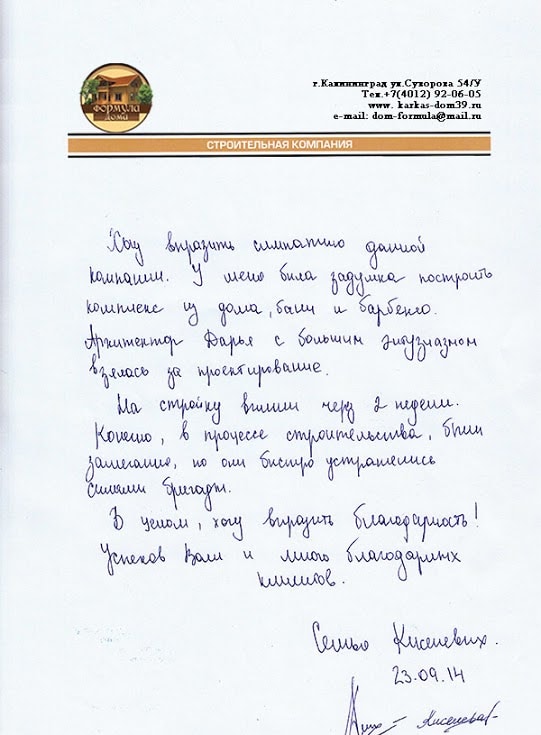 ФОРМУЛА
ДОМА
г.Калининград ул.Сухорова 54/У
Тел.+7(4012) 92-06-05
www. karkas-dom39.ru
e-mail: dom-formula@mail.ru
СТРОИТЕЛЬНАЯ КОМПАНИЯ
Хочу выразить симпатию данной
компании. У меня была задумка построить
комплекс из дома, бани и барбекю.
Архитектор Дарья с большим энтузиазмом
взялась за проектирование.
На стройку вышли через 2 недели.
Конечно, в процессе строительства, были
замечания, но они быстро устранялись
силами бригады.
В целом, хочу выразить благодарность!
Успехов Вам и много благодарных
клиентов.
Семья Киселевых.
23.09.14
Киселева